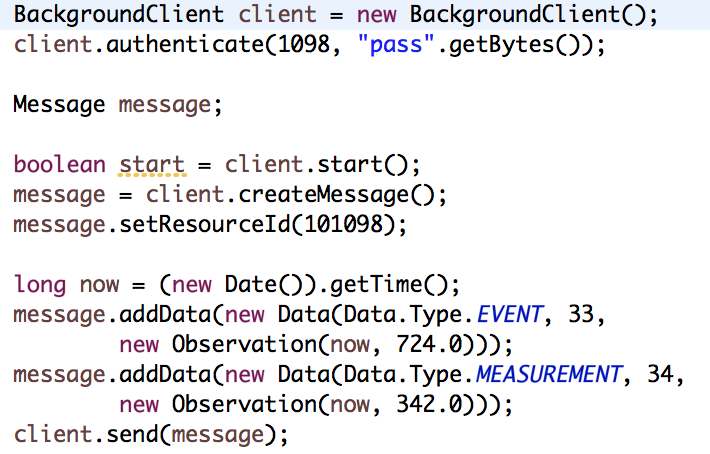 BackgroundClient client = new BackgroundClient();
client.authenticate(1098, "pass".getBytes());

Message message;

boolean start = client.start();
message = client.createMessage();
message.setResourceId(101098);

long now = (new Date()).getTime();
message.addData(new Data(Data.Type.EVENT, 33,
        new Observation(now, 724.0)));
message.addData(new Data(Data.Type.MEASUREMENT, 34,
        new Observation(now, 342.0)));
client.send(message);